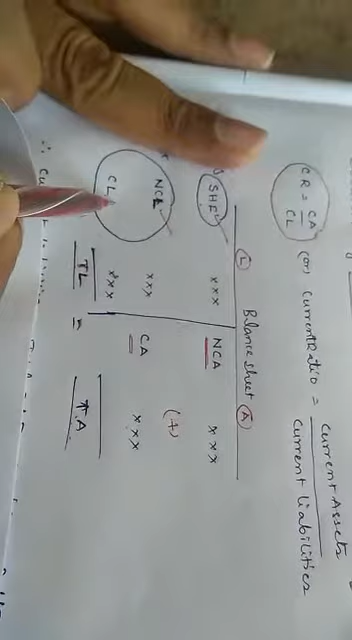 CR = CA / CL (or) Current Ratio = Current Assets / Current Liabilities
Balance sheet
(L) (A)
SHF xxx NCA xxx
(+)
NCL xxx CA xxx
CL xxx
TL = TA